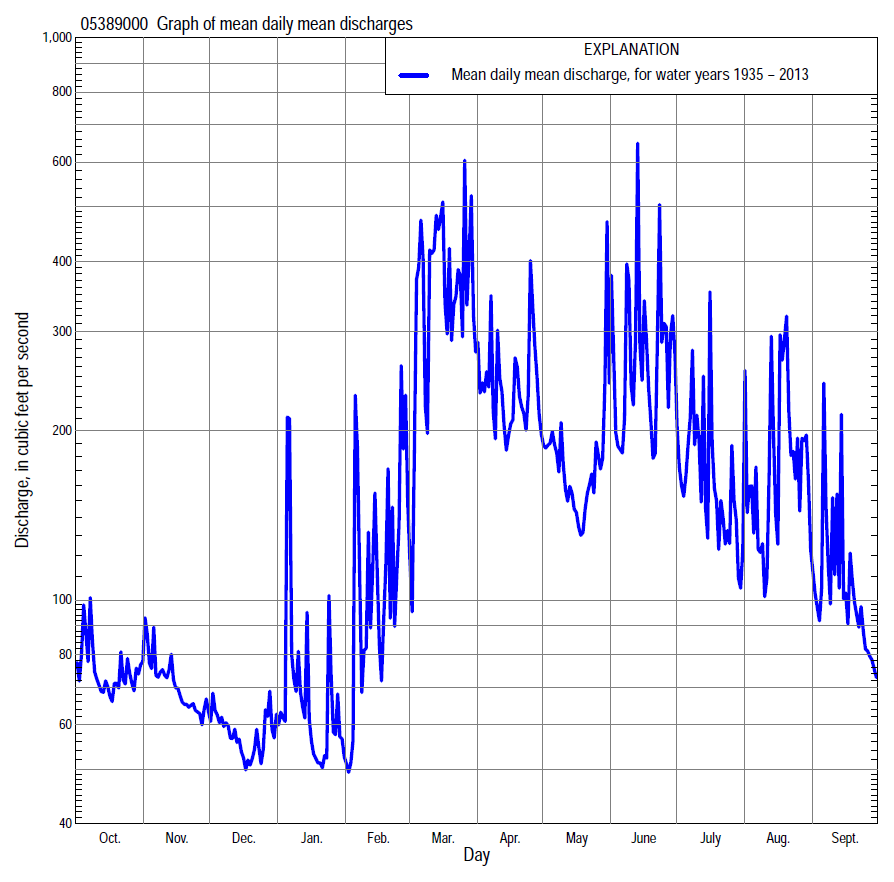 05389000 Graph of mean daily mean discharges
EXPLANATION
Mean daily mean discharge, for water years 1935 – 2013
Discharge, in cubic feet per second
1,000
800
600
400
300
200
100
80
60
40
Oct. Nov. Dec. Jan. Feb. Mar. Apr. May June July Aug. Sept.
Day